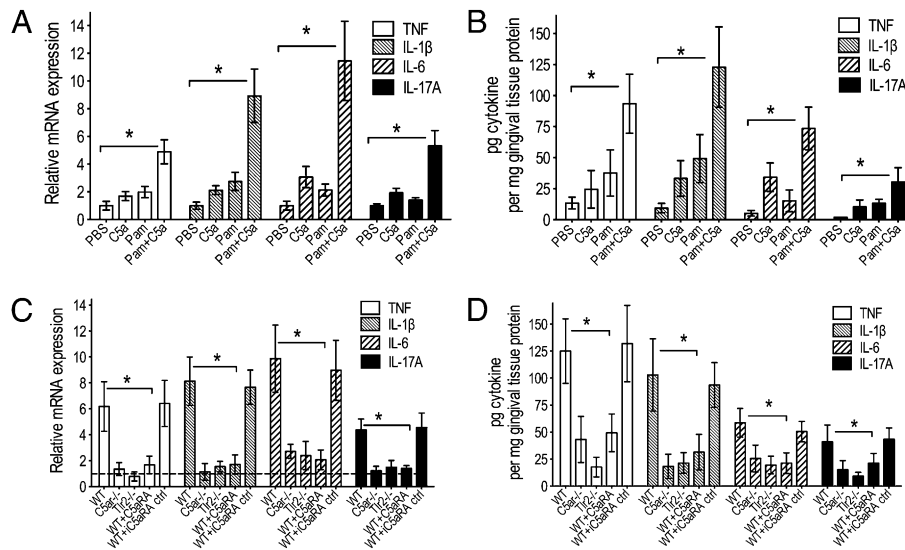 A
Relative mRNA expression
14
12
10
8
6
4
2
0
TNF
IL-1β
IL-6
IL-17A
*
*
*
*
PBS
C5a
Pam
Pam+C5a
PBS
C5a
Pam
Pam+C5a
PBS
C5a
Pam
Pam+C5a
PBS
C5a
Pam
Pam+C5a
B
pg cytokine
per mg gingival tissue protein
150
125
100
75
50
25
0
TNF
IL-1β
IL-6
IL-17A
*
*
*
*
PBS
C5a
Pam
Pam+C5a
PBS
C5a
Pam
Pam+C5a
PBS
C5a
Pam
Pam+C5a
PBS
C5a
Pam
Pam+C5a
C
Relative mRNA expression
14
12
10
8
6
4
2
0
TNF
IL-1β
IL-6
IL-17A
*
*
*
*
WT
C5ar-/-
Tlr2-/-
WT+C5aRA
WT+iC5aRA ctrl
WT
C5ar-/-
Tlr2-/-
WT+C5aRA
WT+iC5aRA ctrl
WT
C5ar-/-
Tlr2-/-
WT+C5aRA
WT+iC5aRA ctrl
WT
C5ar-/-
Tlr2-/-
WT+C5aRA
WT+iC5aRA ctrl
D
pg cytokine
per mg gingival tissue protein
150
125
100
75
50
25
0
TNF
IL-1β
IL-6
IL-17A
*
*
*
*
WT
C5ar-/-
Tlr2-/-
WT+C5aRA
WT+iC5aRA ctrl
WT
C5ar-/-
Tlr2-/-
WT+C5aRA
WT+iC5aRA ctrl
WT
C5ar-/-
Tlr2-/-
WT+C5aRA
WT+iC5aRA ctrl
WT
C5ar-/-
Tlr2-/-
WT+C5aRA
WT+iC5aRA ctrl